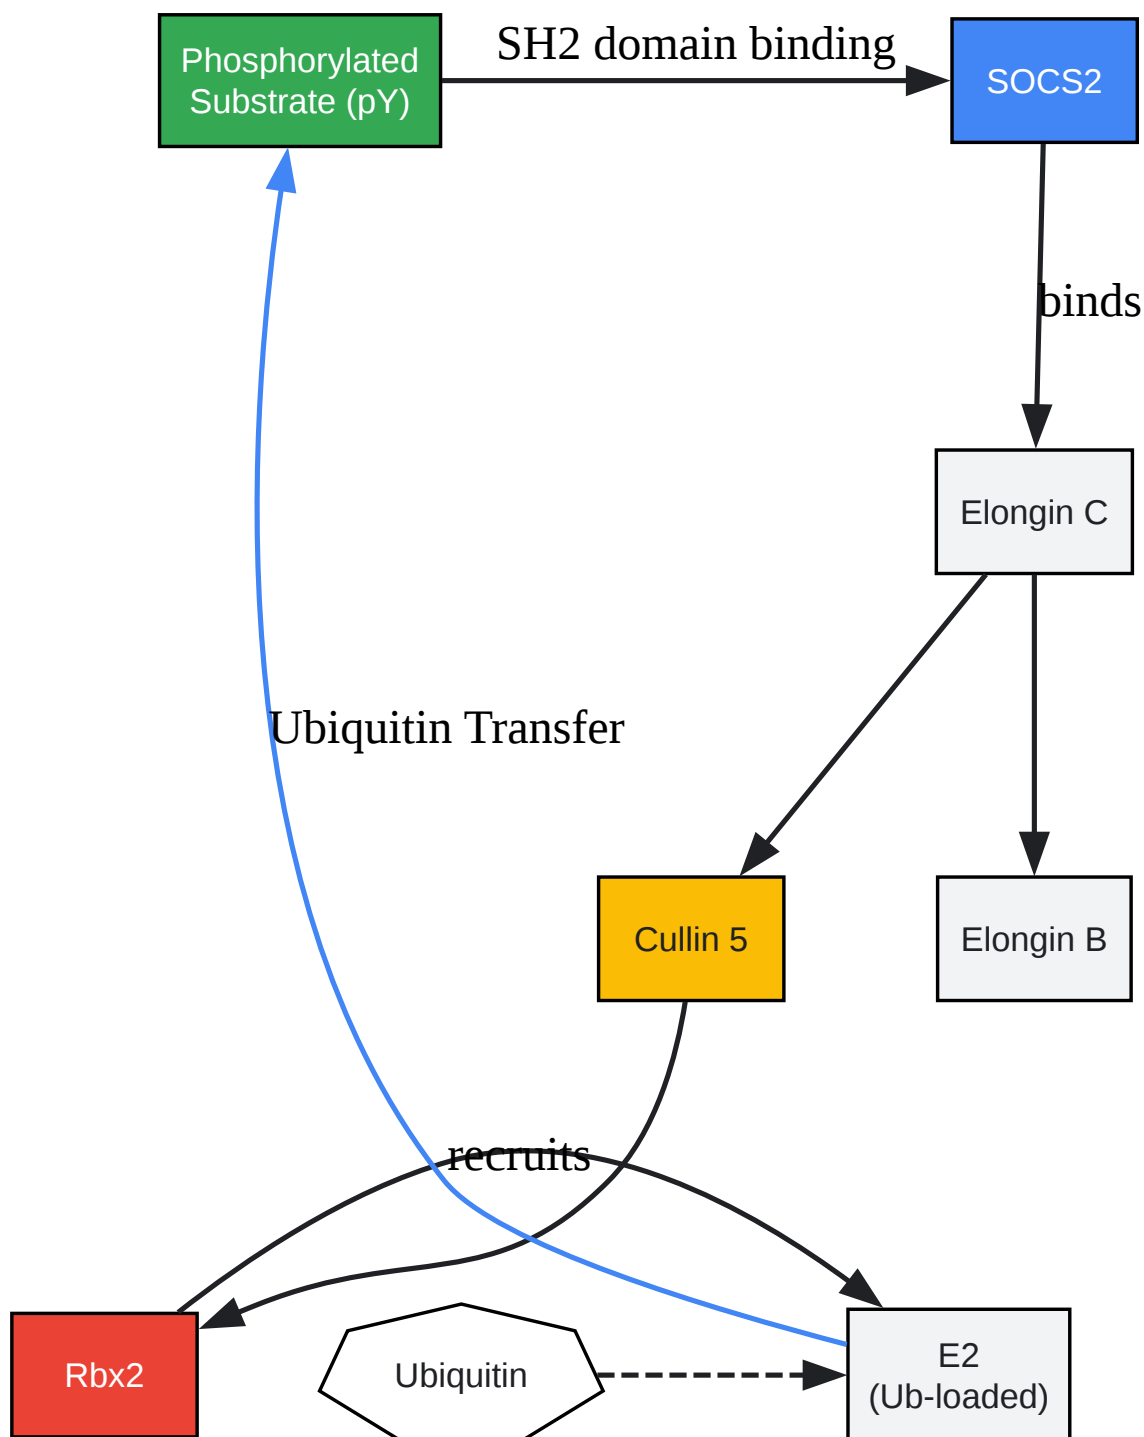 Phosphorylated
Substrate (pY)
SH2 domain binding
SOCS2
binds
Elongin C
Ubiquitin Transfer
Cullin 5
Elongin B
recruits
Rbx2
Ubiquitin
E2
(Ub-loaded)